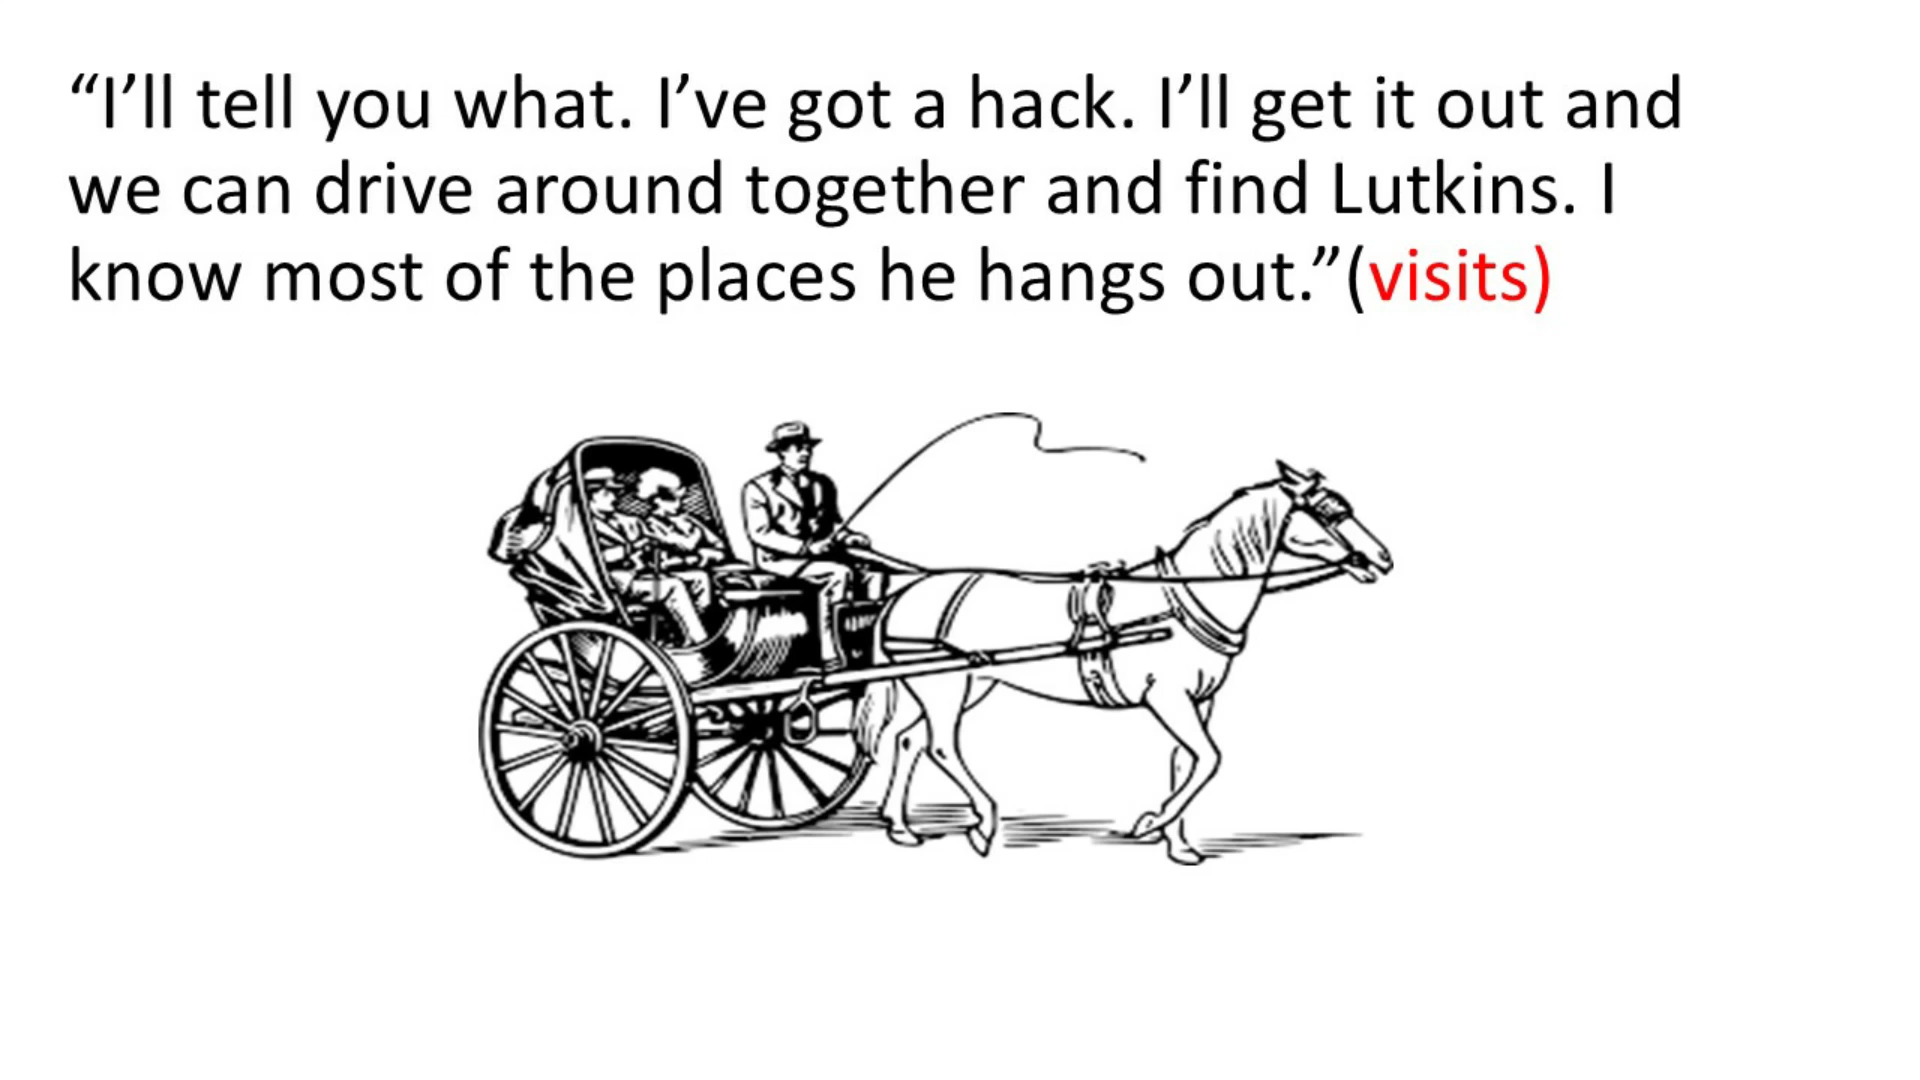 “I’ll tell you what. I’ve got a hack. I’ll get it out and
we can drive around together and find Lutkins. I
know most of the places he hangs out.”(visits)